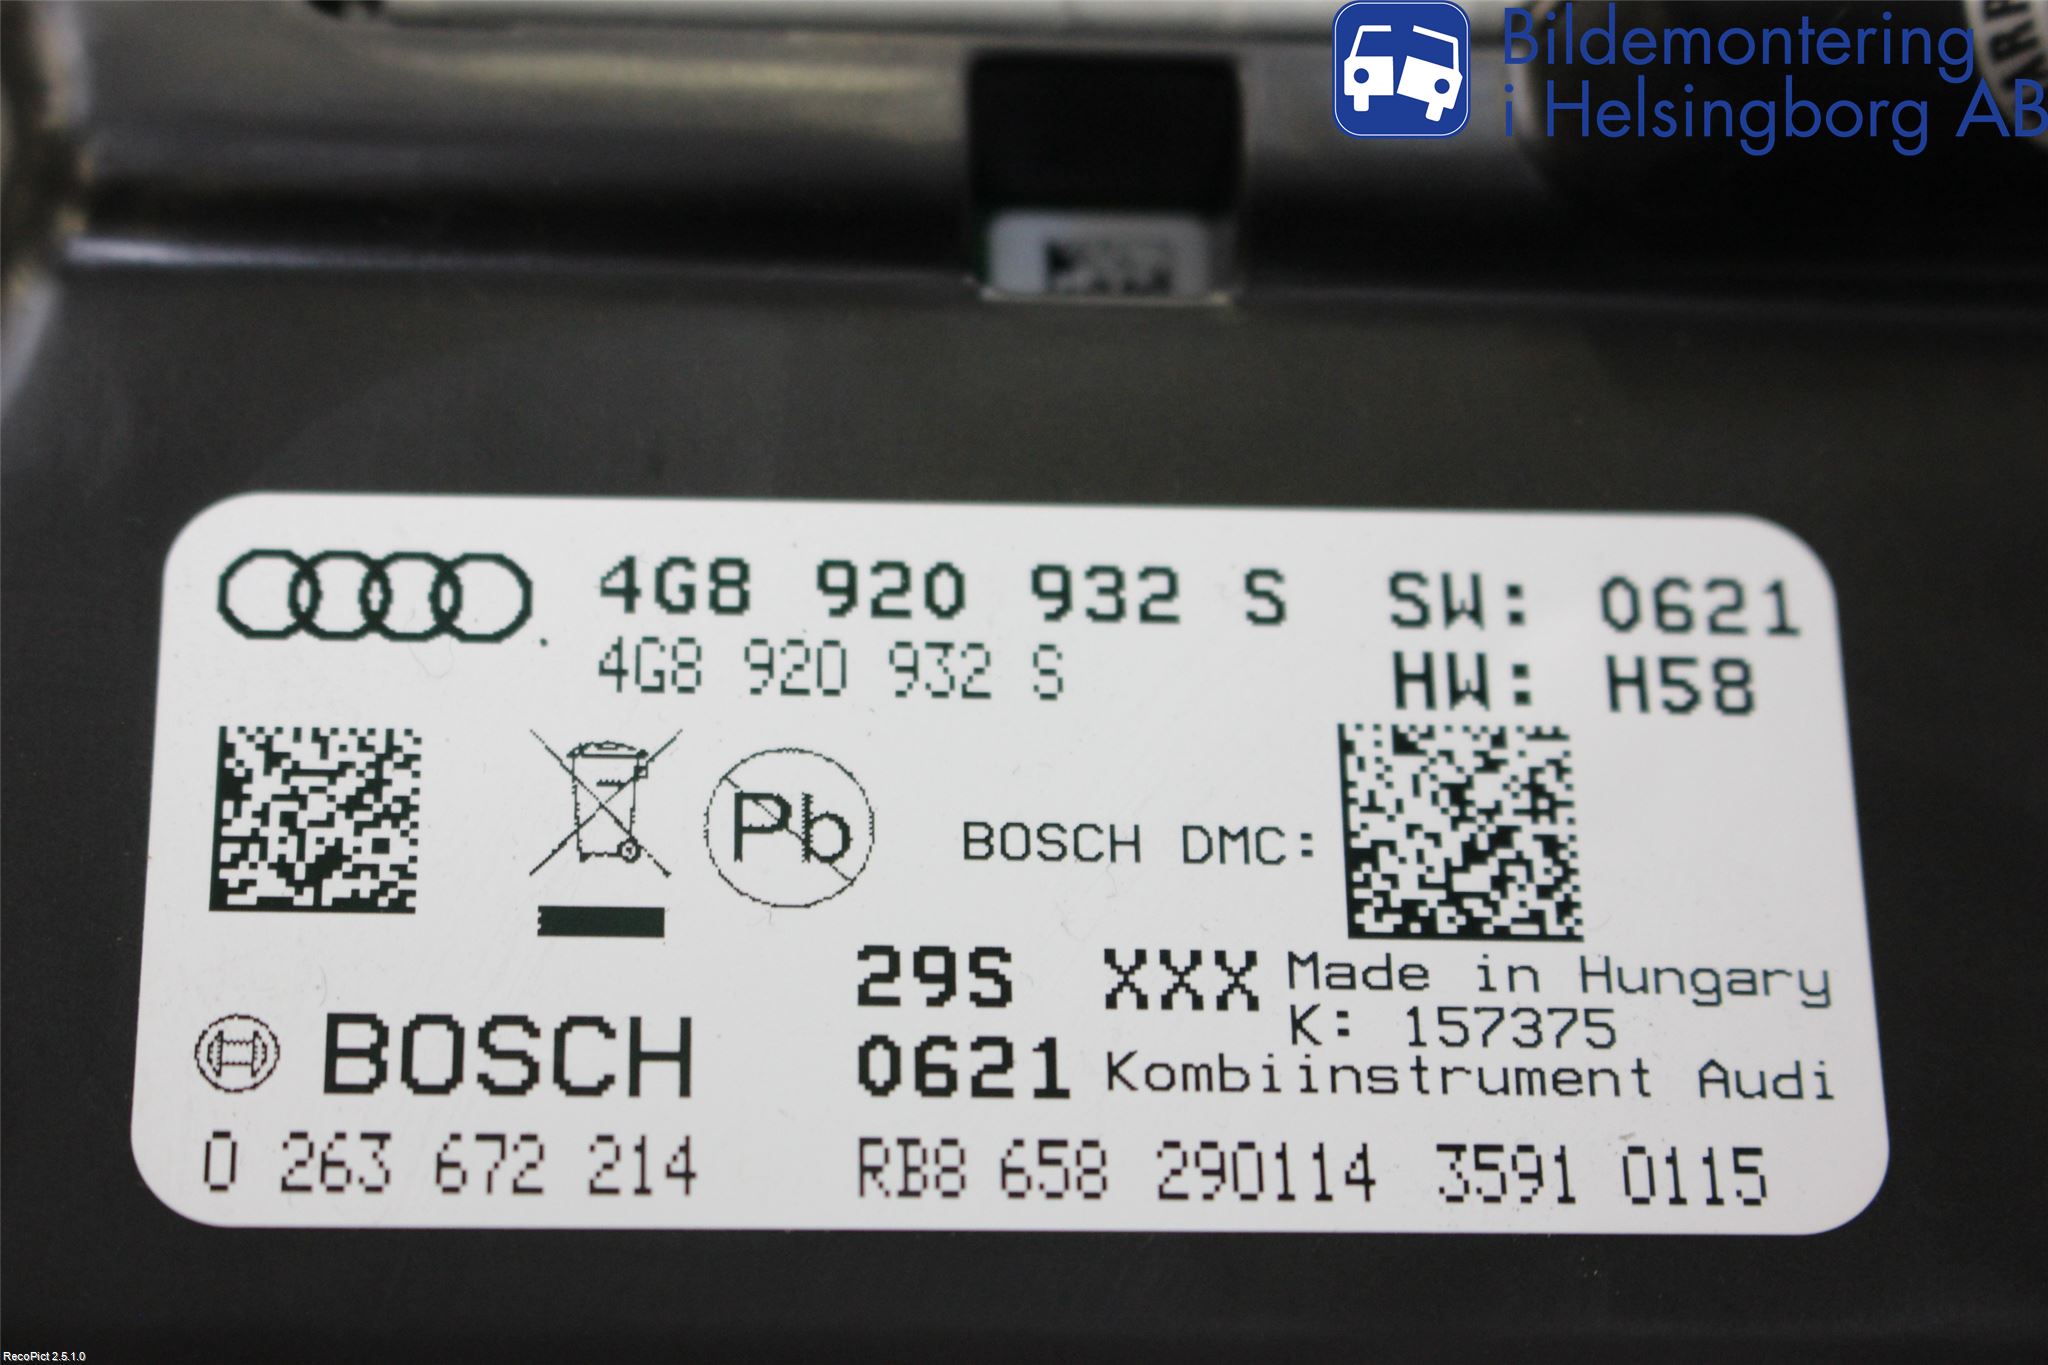 Bildemontering
i Helsingborg AB
4G8 920 932 S SW: 0621
4G8 920 932 S HW: H58
Pb
BOSCH DMC:
29S XXX Made in Hungary
K: 157375
BOSCH 0621 Kombiinstrument Audi
0 263 672 214 RB8 658 290114 3591 0115
RecoPict 2.5.1.0